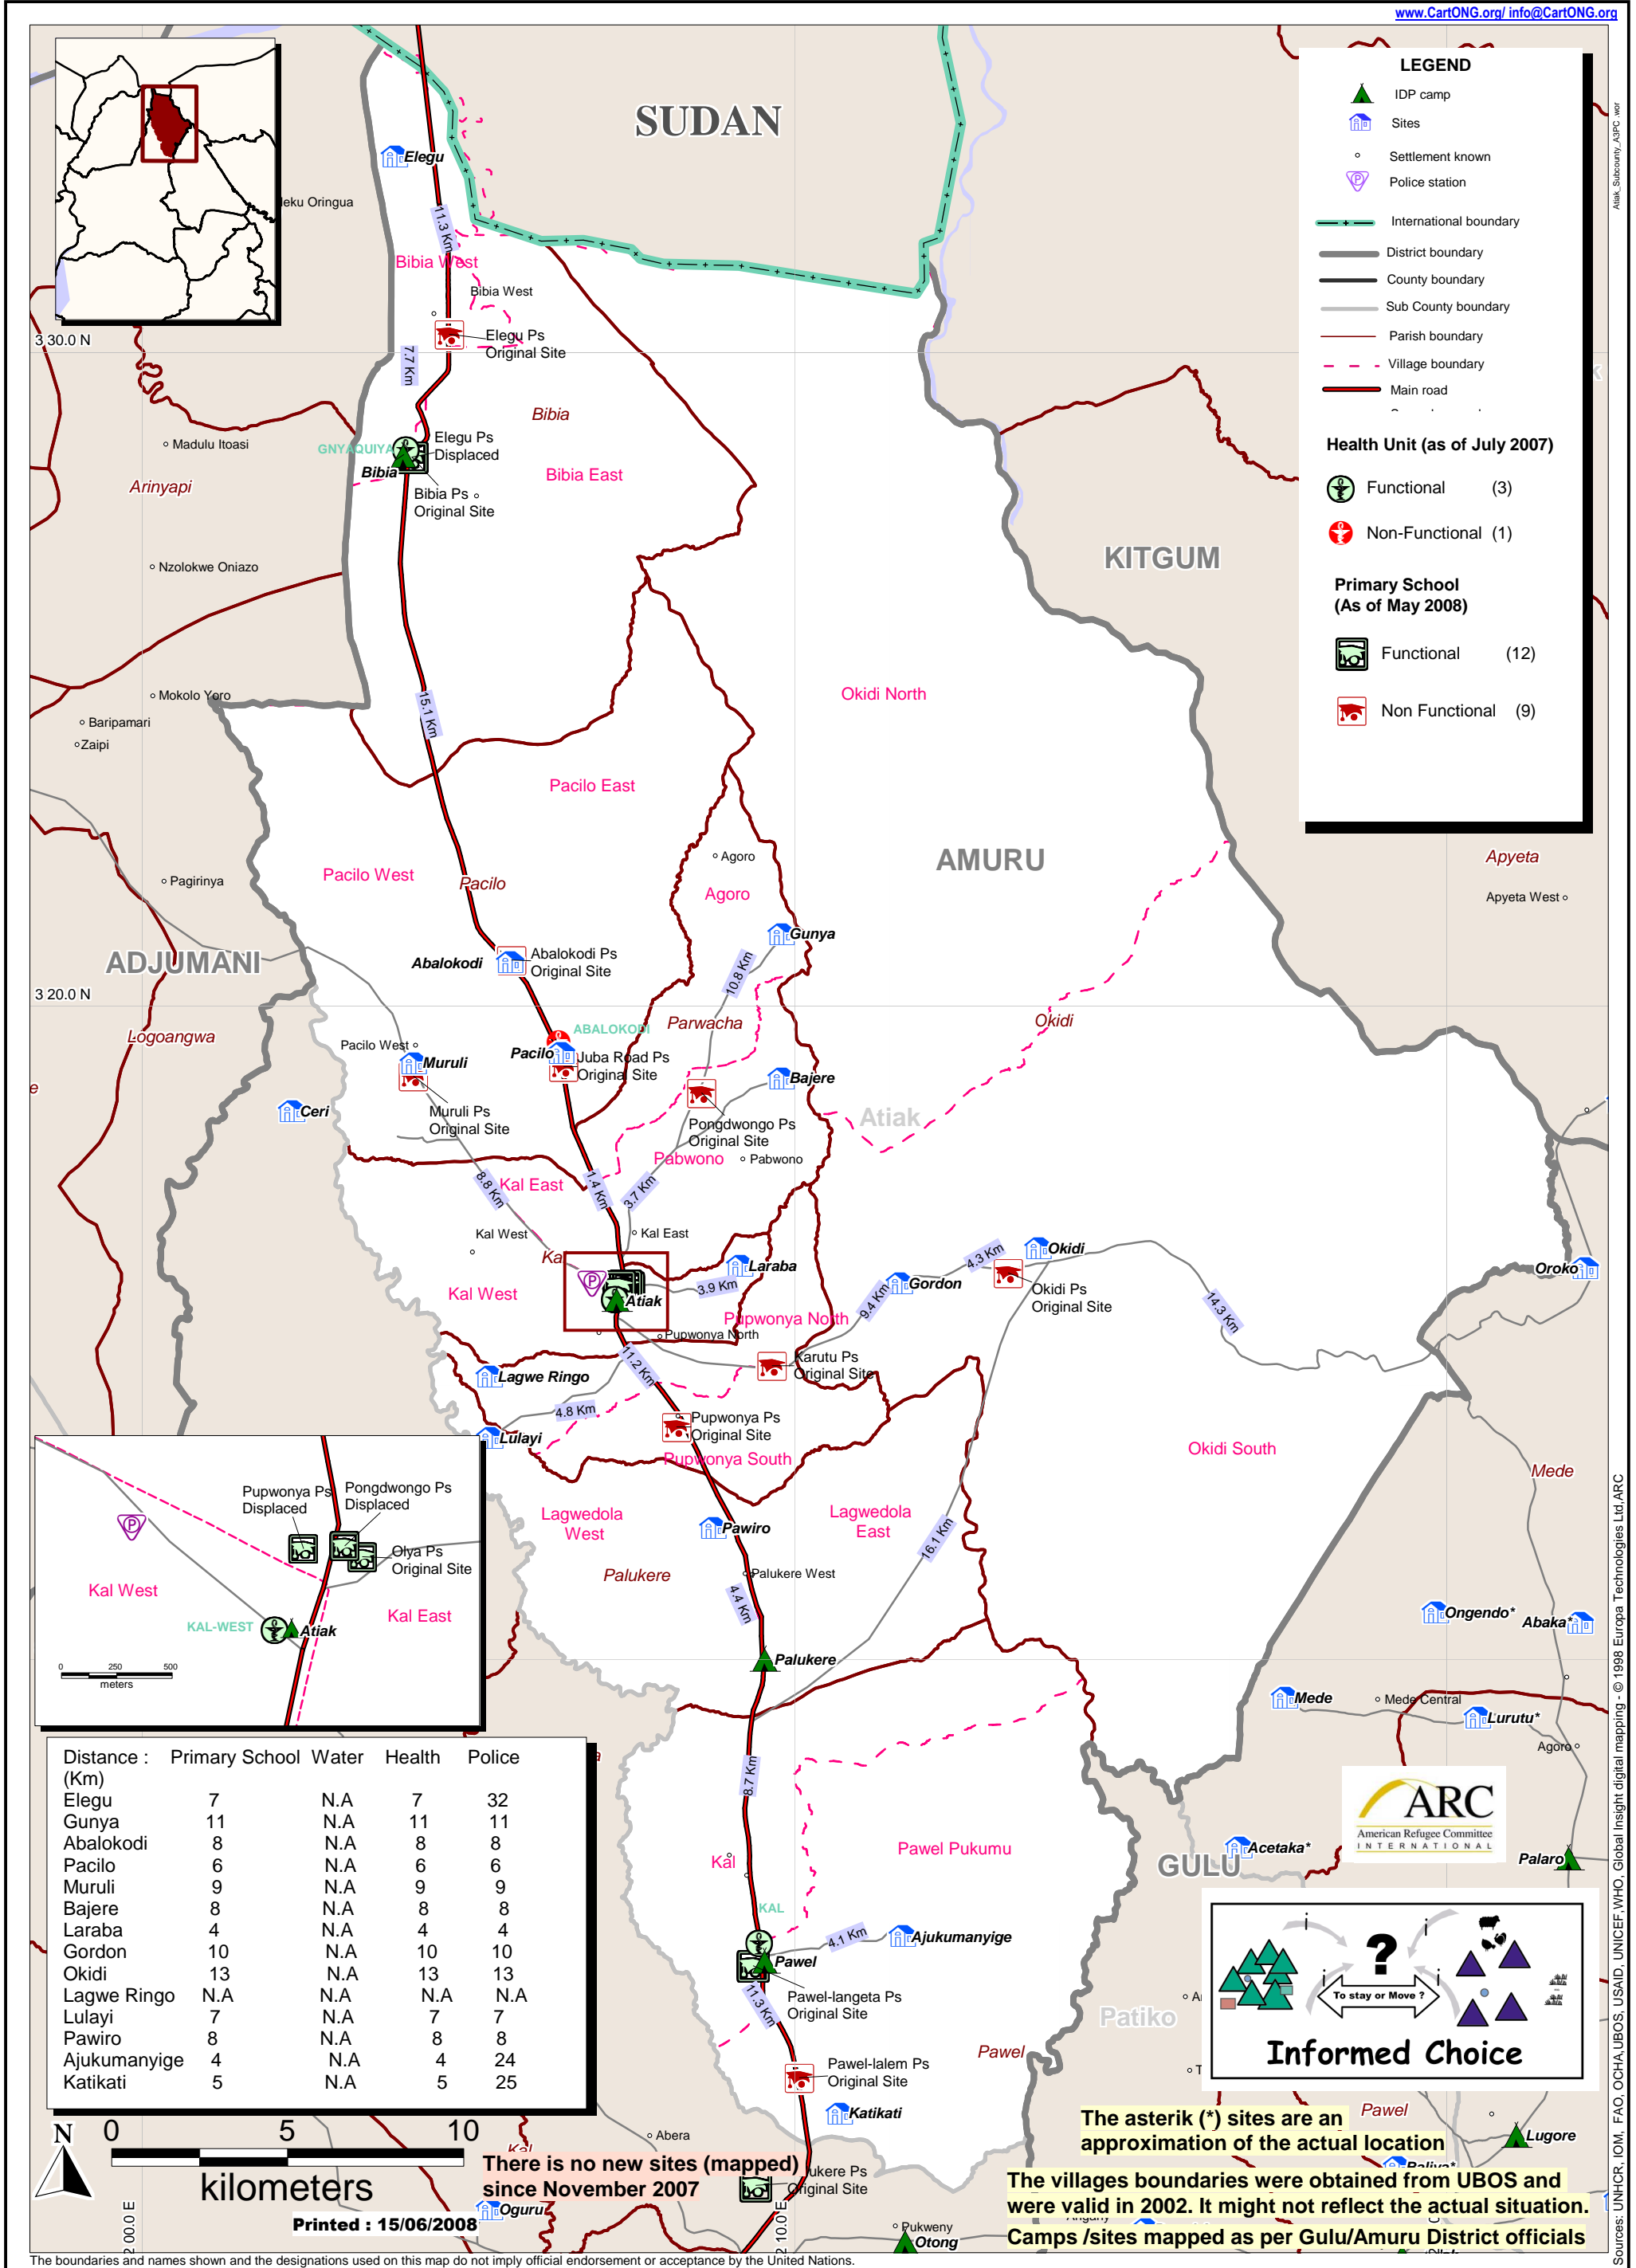 www.CartONG.org/ info@CartONG.org
Atiak_Subcounty_A3PC .wor
LEGEND
IDP camp
Sites
Settlement known
Police station
International boundary
District boundary
County boundary
Sub County boundary
Parish boundary
Village boundary
Main road
Health Unit (as of July 2007)
Functional (3)
Non-Functional (1)
Primary School
(As of May 2008)
Functional (12)
Non Functional (9)
SUDAN
Elegu
leku Oringua
11.3 Km
Bibia West
Bibia West
3 30.0 N
Elegu Ps
Original Site
7.7 Km
Bibia
Madulu Itoasi
GNYAQUIYA
Elegu Ps
Displaced
Bibia
Bibia East
Arinyapi
Bibia Ps
Original Site
KITGUM
Nzolokwe Oniazo
Mokolo Yoro
Okidi North
15.1 Km
Baripamari
Zaipi
Pacilo East
Agoro
AMURU
Apyeta
Pacilo West
Pacilo
Pagirinya
Agoro
Apyeta West
Gunya
ADJUMANI
Abalokodi
Abalokodi Ps
Original Site
10.8 Km
3 20.0 N
Logoangwa
ABALOKODI
Parwacha
Okidi
Pacilo West
Pacilo
Muruli
Juba Road Ps
Original Site
Bajere
Ceri
Muruli Ps
Original Site
Atiak
Pongdwongo Ps
Original Site
Pabwono
Pabwono
8.8 Km
Kal East
1.4 Km
3.7 Km
Kal West
Kal East
Okidi
4.3 Km
Laraba
Oroko
Gordon
3.9 Km
Kal West
Atiak
9.4 Km
Okidi Ps
Original Site
14.3 Km
Pupwonya North
Pupwonya North
11.2 Km
Karutu Ps
Original Site
Lagwe Ringo
4.8 Km
Pupwonya Ps
Original Site
Lulayi
Okidi South
Pupwonya South
Mede
Pupwonya Ps
Displaced
Pongdwongo Ps
Displaced
Olya Ps
Original Site
Kal West
Kal East
KAL-WEST
Atiak
0 250 500
meters
Lagwedola
West
Lagwedola
East
Pawiro
16.1 Km
Palukere
Palukere West
4.4 Km
Ongendo*
Abaka*
Palukere
Mede
Mede Central
Lurutu*
Agoro
8.7 Km
Distance : Primary School Water Health Police
(Km)
Elegu 7 N.A 7 32
Gunya 11 N.A 11 11
Abalokodi 8 N.A 8 8
Pacilo 6 N.A 6 6
Muruli 9 N.A 9 9
Bajere 8 N.A 8 8
Laraba 4 N.A 4 4
Gordon 10 N.A 10 10
Okidi 13 N.A 13 13
Lagwe Ringo N.A N.A N.A N.A
Lulayi 7 N.A 7 7
Pawiro 8 N.A 8 8
Ajukumanyige 4 N.A 4 24
Katikati 5 N.A 5 25
ARC
American Refugee Committee
INTERNATIONAL
Pawel Pukumu
Kal
GULU
Acetaka*
Palaro
KAL
4.1 Km
Ajukumanyige
Pawel
Pawel-langeta Ps
Original Site
11.3 Km
Patiko
Pawel
Pawel-lalem Ps
Original Site
Katikati
i
?
i
i
i
To stay or Move ?
Informed Choice
N
0 5 10
kilometers
Printed : 15/06/2008
Abera
Kal
There is no new sites (mapped)
since November 2007
ukere Ps
Original Site
Oguru
2 00.0 E
2 10.0 E
The asterik (*) sites are an
approximation of the actual location
Pawel
Lugore
The villages boundaries were obtained from UBOS and
were valid in 2002. It might not reflect the actual situation.
Camps /sites mapped as per Gulu/Amuru District officials
Pukweny
Otong
Sources: UNHCR, IOM, FAO, OCHA,UBOS, USAID, UNICEF,WHO, Global Insight digital mapping - © 1998 Europa Technologies Ltd,ARC
The boundaries and names shown and the designations used on this map do not imply official endorsement or acceptance by the United Nations.